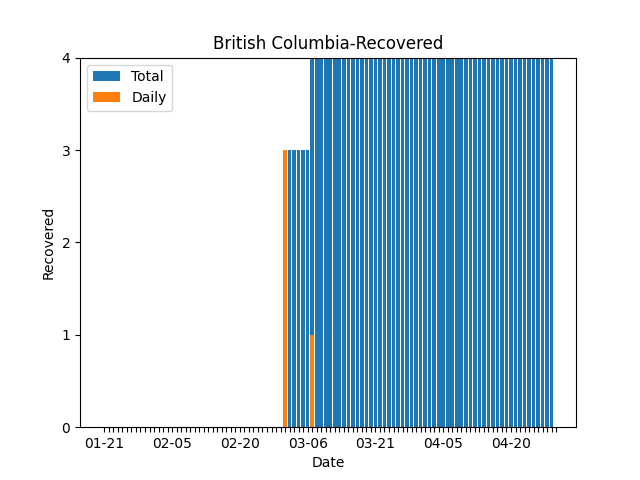 British Columbia-Recovered
Total
Daily
Recovered
4
3
2
1
0
01-21 02-05 02-20 03-06 03-21 04-05 04-20
Date